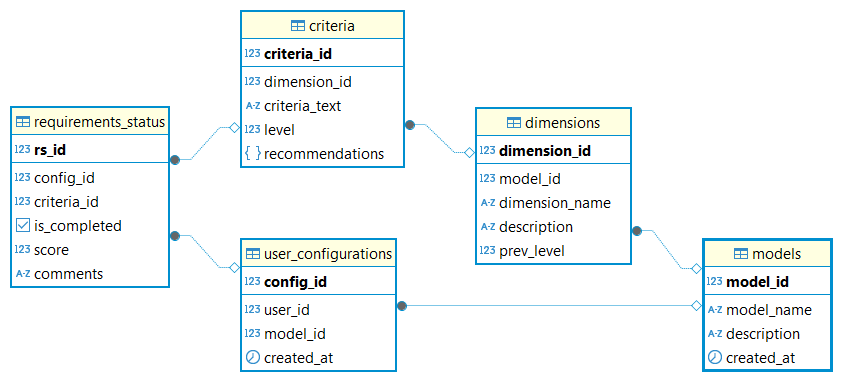 criteria
123 criteria_id
123 dimension_id
A-Z criteria_text
123 level
{ } recommendations
requirements_status
123 rs_id
123 config_id
123 criteria_id
is_completed
123 score
A-Z comments
dimensions
123 dimension_id
123 model_id
A-Z dimension_name
A-Z description
123 prev_level
user_configurations
123 config_id
123 user_id
123 model_id
created_at
models
123 model_id
A-Z model_name
A-Z description
created_at